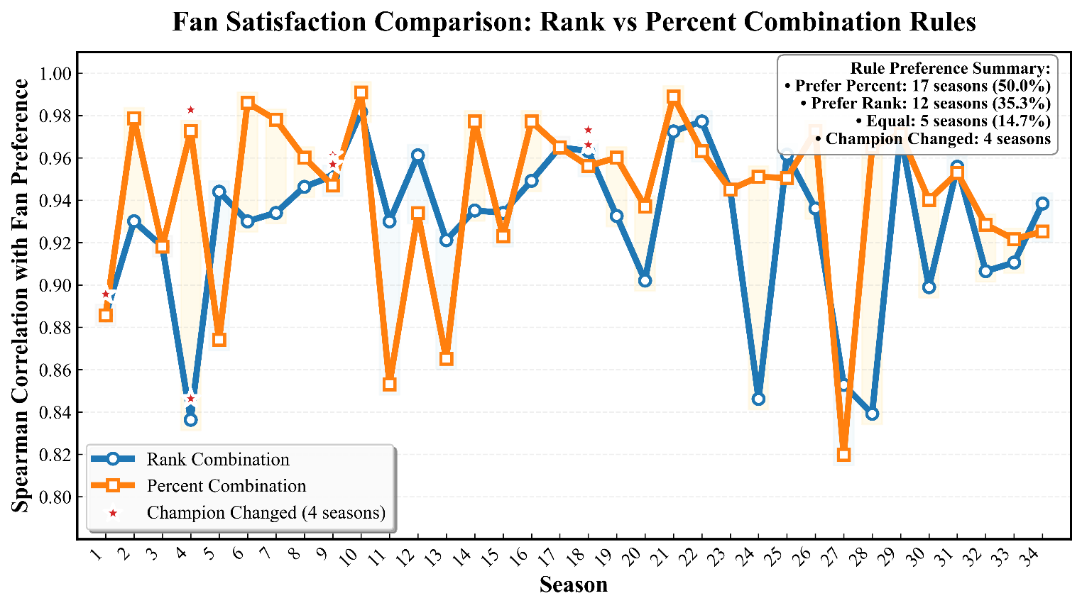 Fan Satisfaction Comparison: Rank vs Percent Combination Rules
Spearman Correlation with Fan Preference
1.00
0.98
0.96
0.94
0.92
0.90
0.88
0.86
0.84
0.82
0.80
Rule Preference Summary:
• Prefer Percent: 17 seasons (50.0%)
• Prefer Rank: 12 seasons (35.3%)
• Equal: 5 seasons (14.7%)
• Champion Changed: 4 seasons
Rank Combination
Percent Combination
Champion Changed (4 seasons)
1 2 3 4 5 6 7 8 9 10 11 12 13 14 15 16 17 18 19 20 21 22 23 24 25 26 27 28 29 30 31 32 33 34
Season